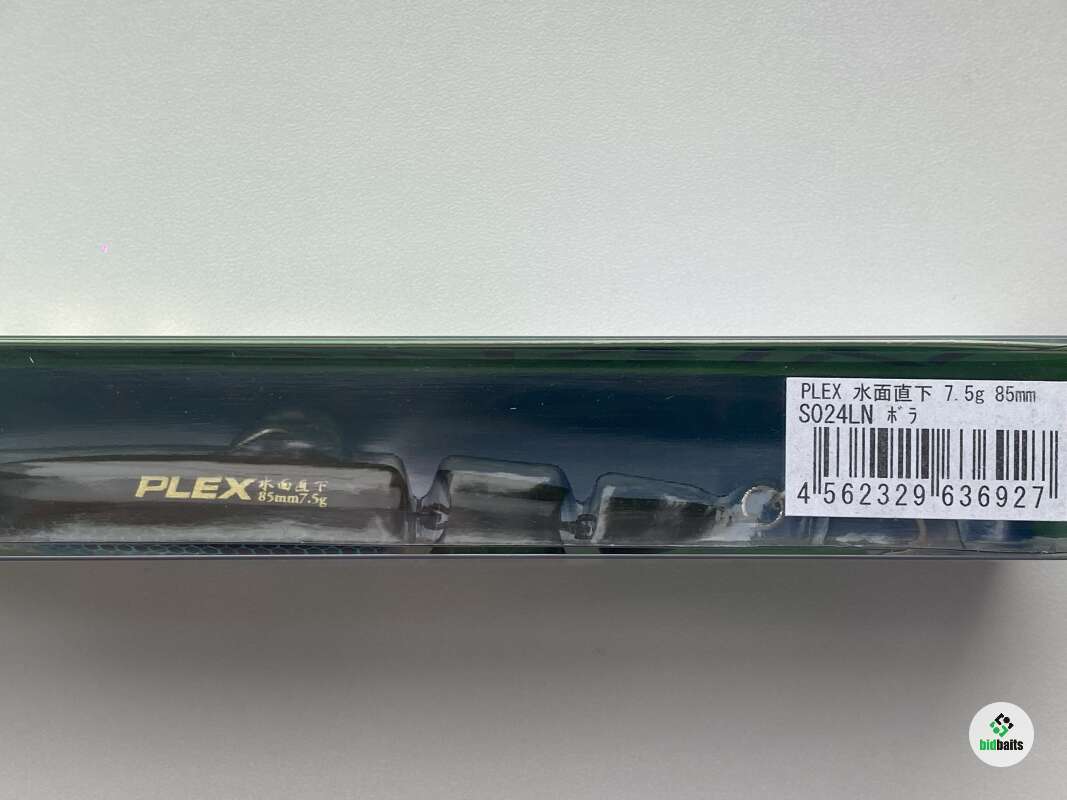 PLEX 水面直下 7.5g 85mm
S024LN ボラ
4 562329 636927
PLEX 水面直下
85mm7.5g
bidbaits